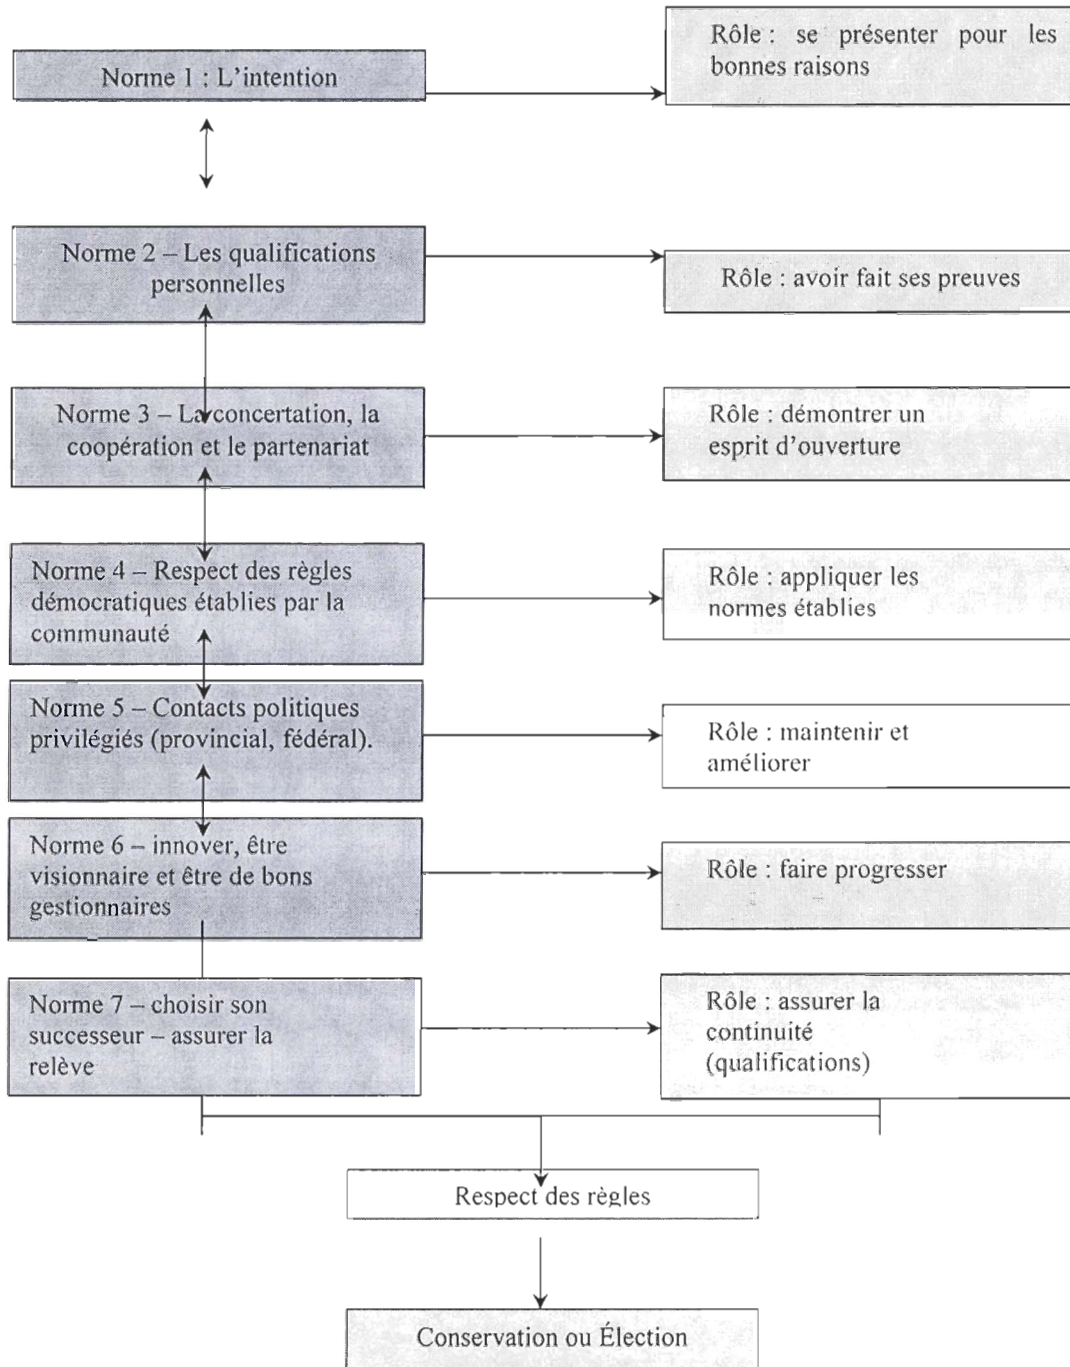 Norme 1 : L'intention
Rôle : se présenter pour les
bonnes raisons
Norme 2 – Les qualifications
personnelles
Rôle : avoir fait ses preuves
Norme 3 – La concertation, la
coopération et le partenariat
Rôle : démontrer un
esprit d'ouverture
Norme 4 – Respect des règles
démocratiques établies par la
communauté
Rôle : appliquer les
normes établies
Norme 5 – Contacts politiques
privilégiés (provincial, fédéral).
Rôle : maintenir et
améliorer
Norme 6 – innover, être
visionnaire et être de bons
gestionnaires
Rôle : faire progresser
Norme 7 – choisir son
successeur – assurer la
relève
Rôle : assurer la
continuité
(qualifications)
Respect des règles
Conservation ou Élection